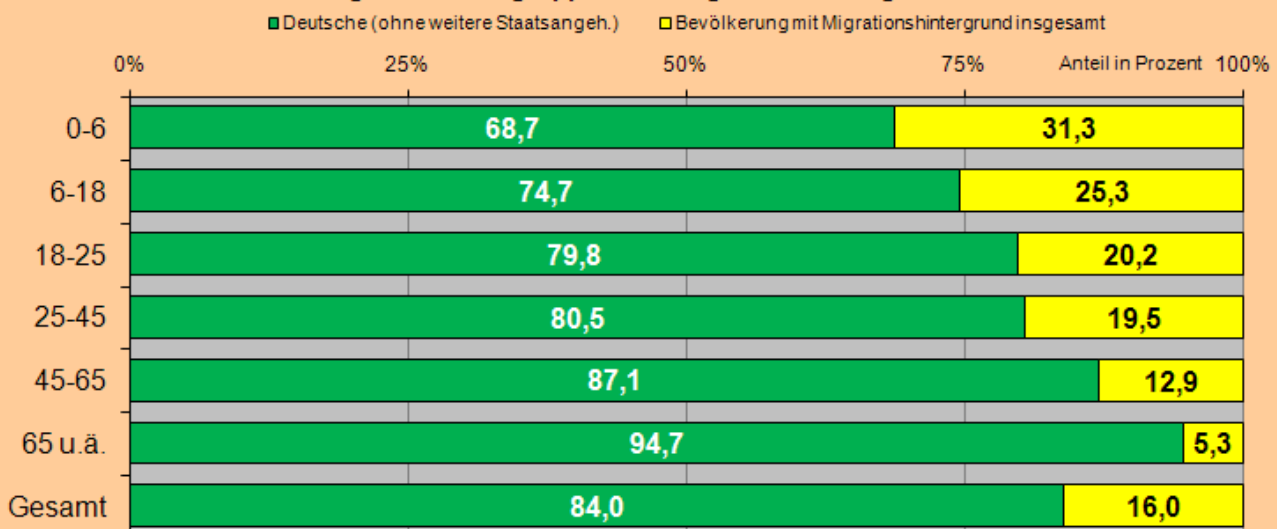 Deutsche (ohne weitere Staatsangeh.) Bevölkerung mit Migrationshintergrund insgesamt
0% 25% 50% 75% Anteil in Prozent 100%
0-6 68,7 31,3
6-18 74,7 25,3
18-25 79,8 20,2
25-45 80,5 19,5
45-65 87,1 12,9
65 u.ä. 94,7 5,3
Gesamt 84,0 16,0